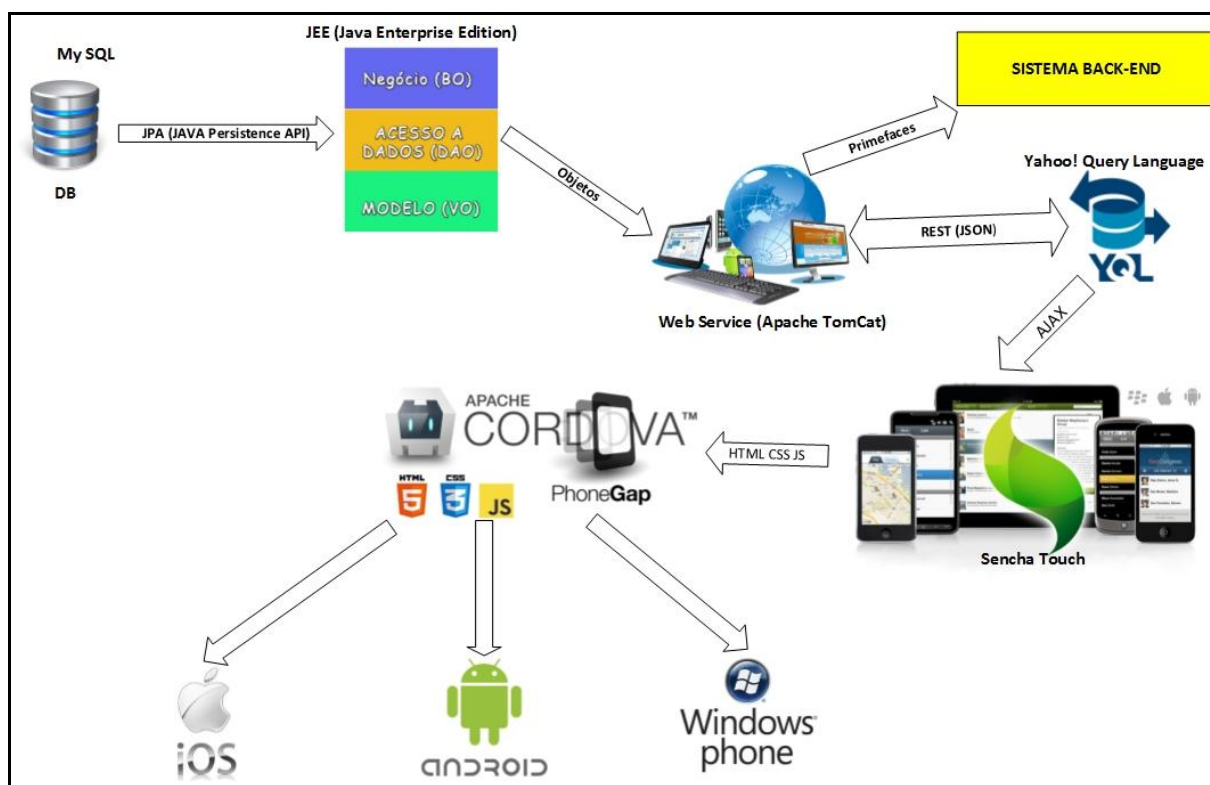 JEE (Java Enterprise Edition)
My SQL
DB
JPA (JAVA Persistence API)
Negócio (BO)
ACESSO A
DADOS (DAO)
MODELO (VO)
Objetos
Primefaces
SISTEMA BACK-END
Yahoo! Query Language
REST (JSON)
YQL
Web Service (Apache TomCat)
AJAX
APACHE
CORDOVA™
HTML
5
CSS
3
JS
PhoneGap
HTML CSS JS
Sencha Touch
iOS
ANDROID
Windows
phone